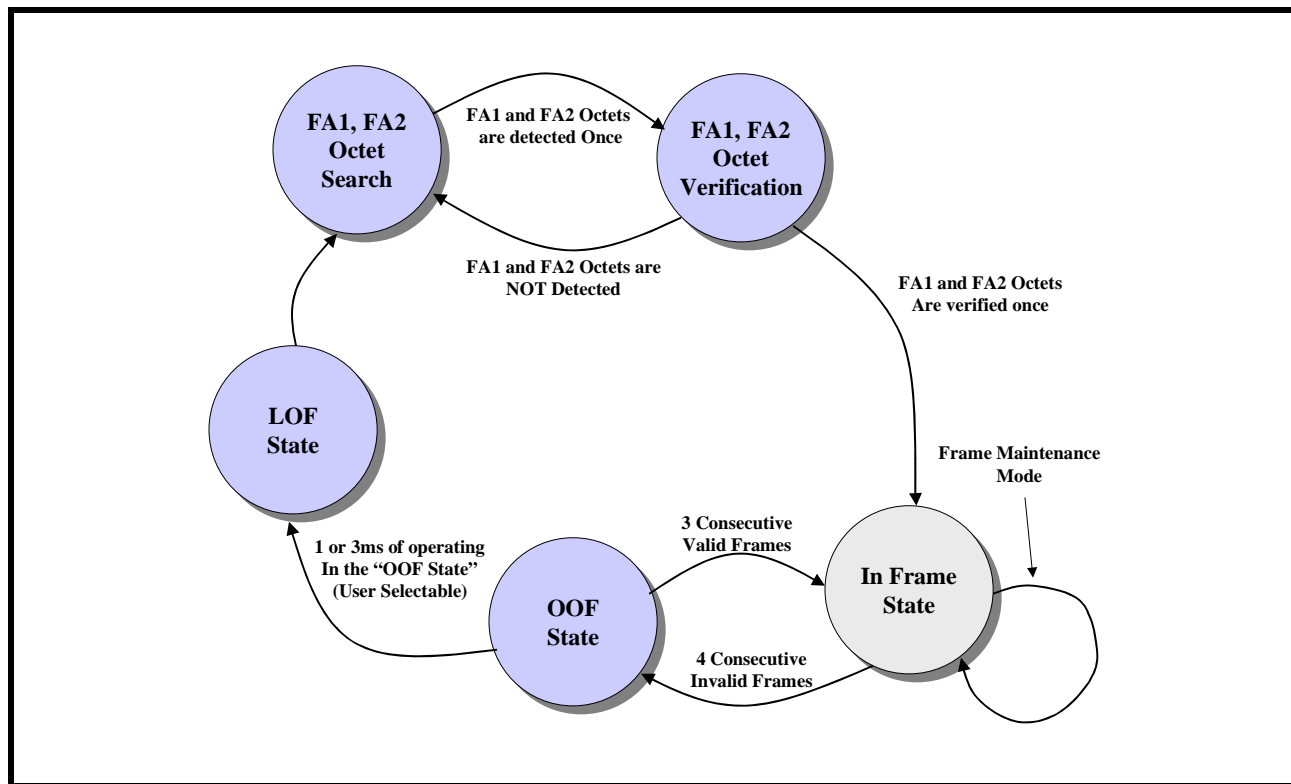 FA1, FA2
Octet
Search
FA1 and FA2 Octets
are detected Once
FA1, FA2
Octet
Verification
FA1 and FA2 Octets are
NOT Detected
FA1 and FA2 Octets
Are verified once
LOF
State
Frame Maintenance
Mode
1 or 3ms of operating
In the “OOF State”
(User Selectable)
3 Consecutive
Valid Frames
OOF
State
In Frame
State
4 Consecutive
Invalid Frames